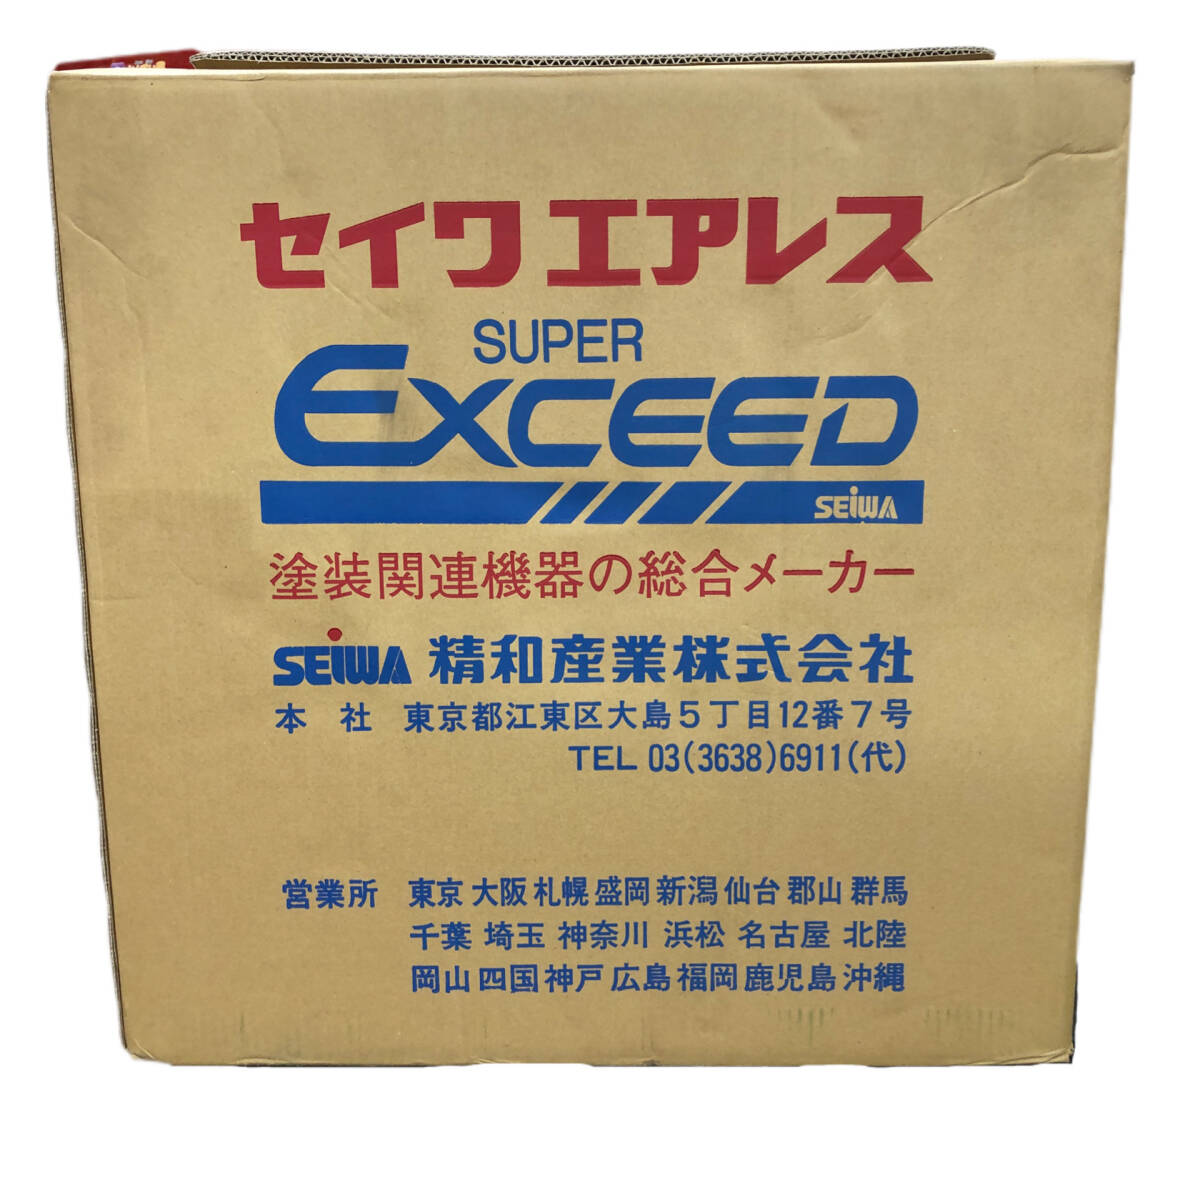 セイワエアレス
SUPER
EXCEED
SEIWA
塗装関連機器の総合メーカー
SEIWA 精和産業株式会社
本社 東京都江東区大島5丁目12番7号
TEL 03(3638)6911(代)
営業所 東京 大阪 札幌 盛岡 新潟 仙台 郡山 群馬
千葉 埼玉 神奈川 浜松 名古屋 北陸
岡山 四国 神戸 広島 福岡 鹿児島 沖縄